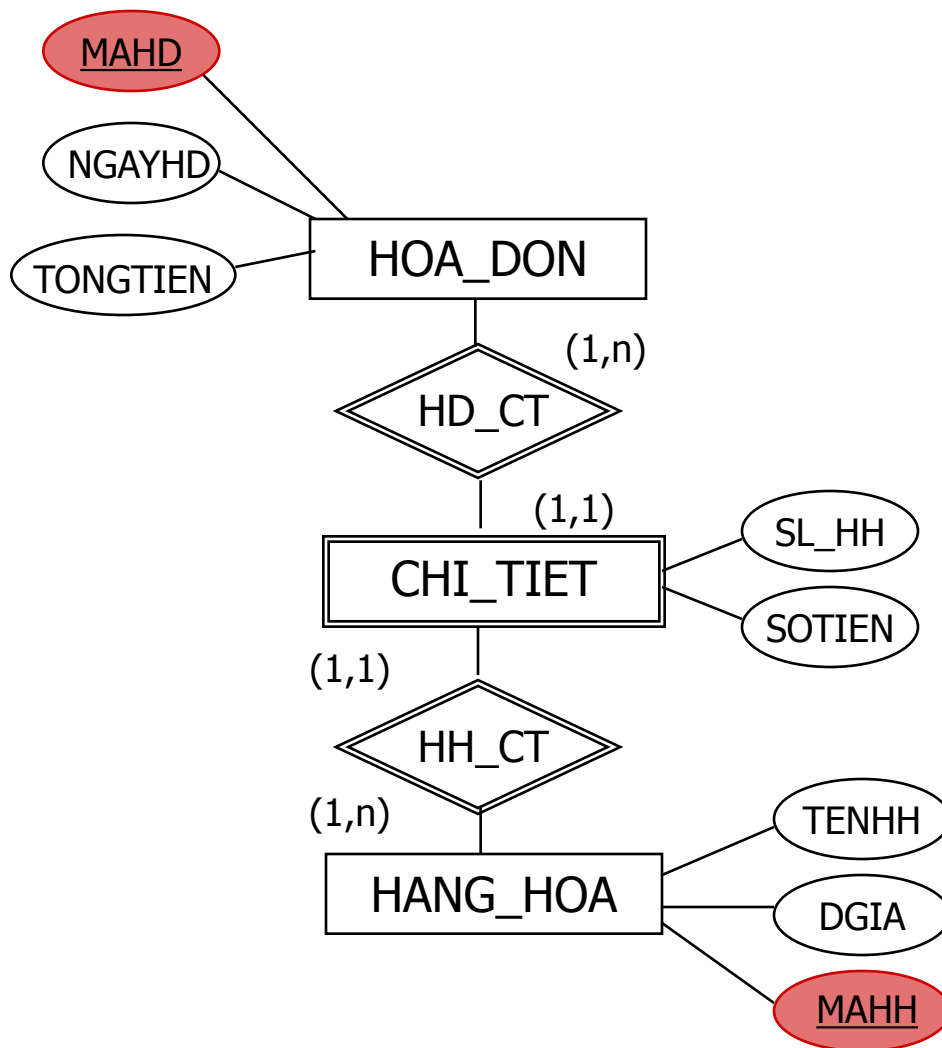 MAHD
NGAYHD
TONGTIEN
HOA_DON
(1,n)
HD_CT
(1,1)
SL_HH
CHI_TIET
SOTIEN
(1,1)
HH_CT
(1,n)
TENHH
HANG_HOA
DGIA
MAHH